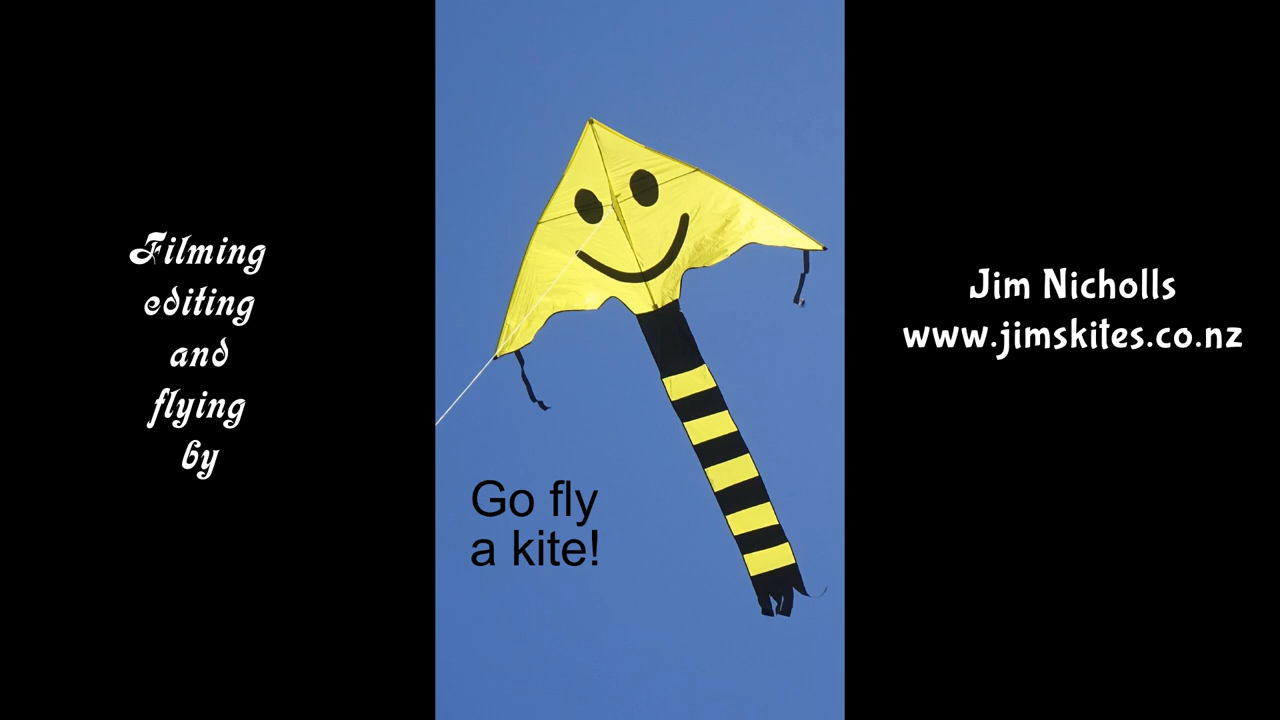 Filming
editing
and
flying
by
Go fly
a kite!
Jim Nicholls
www.jimskites.co.nz